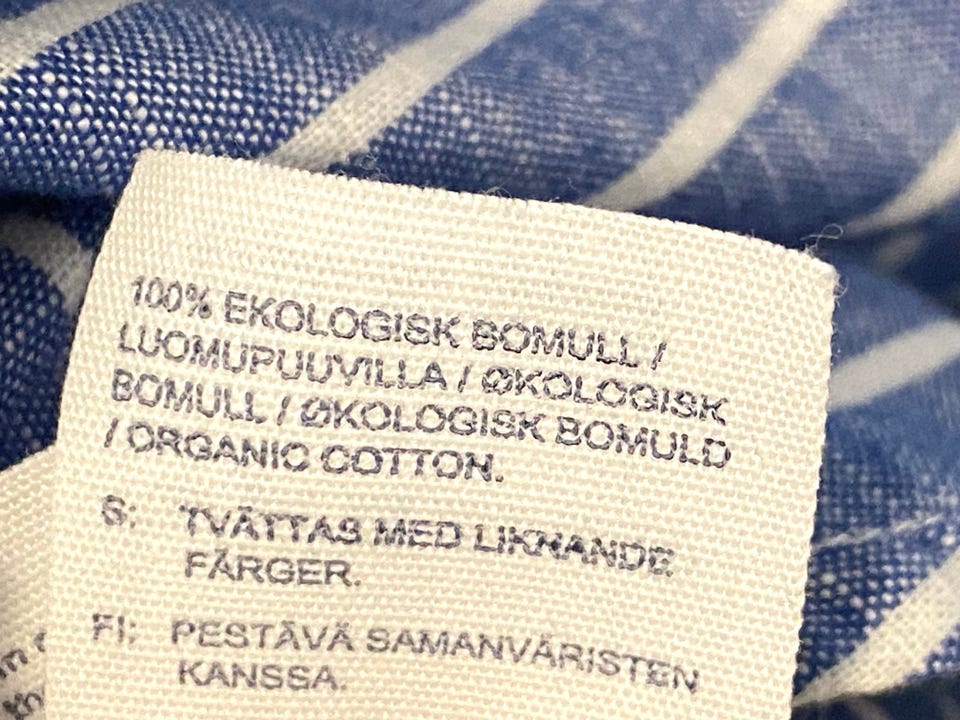 100% EKOLOGISK BOMULL /
LUOMUPUUVILLA / ØKOLOGISK
BOMULL / ØKOLOGISK BOMULD
/ ORGANIC COTTON.
S: TVÄTTAS MED LIKNANDE
FÄRGER.
FI: PESTÄVÄ SAMANVÄRISTEN
KANSSA.